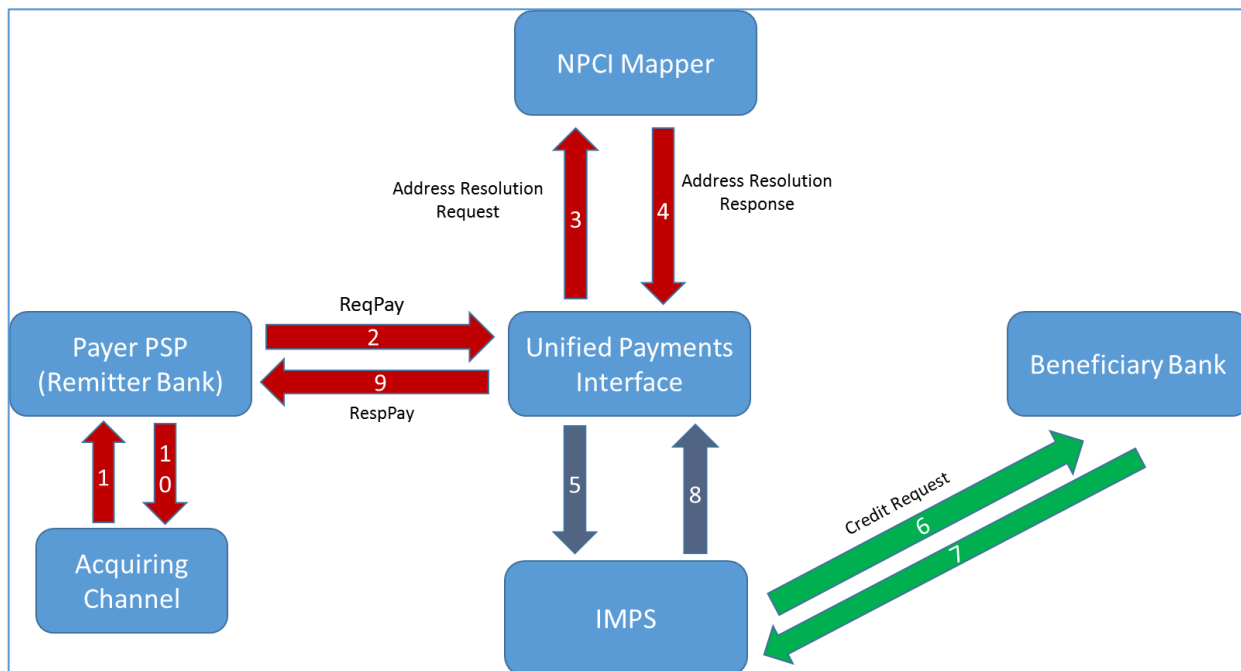 NPCI Mapper
Address Resolution
Request
3
4
Address Resolution
Response
ReqPay
2
9
RespPay
Payer PSP
(Remitter Bank)
Unified Payments
Interface
Beneficiary Bank
1
1
0
5
8
Credit Request
6
7
Acquiring
Channel
IMPS